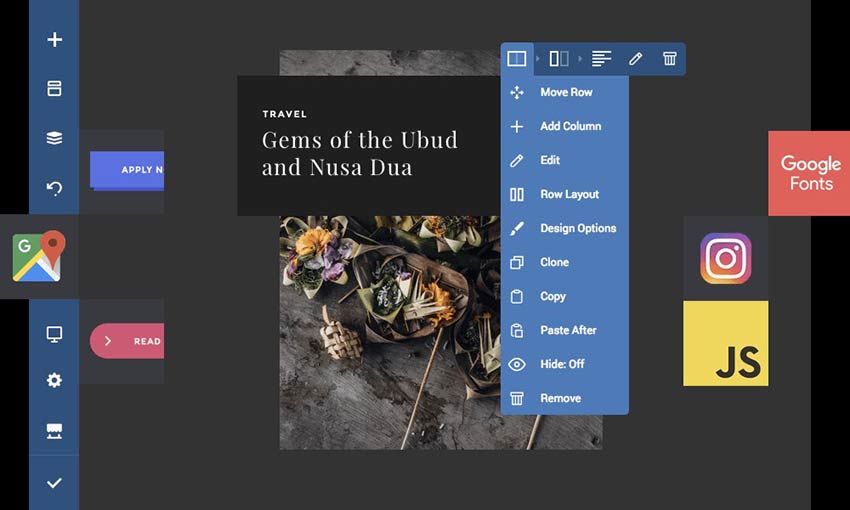 TRAVEL
Gems of the Ubud
and Nusa Dua
Move Row
Add Column
Edit
Row Layout
Design Options
Clone
Copy
Paste After
Hide: Off
Remove
APPLY N
G
READ
Google
Fonts
JS